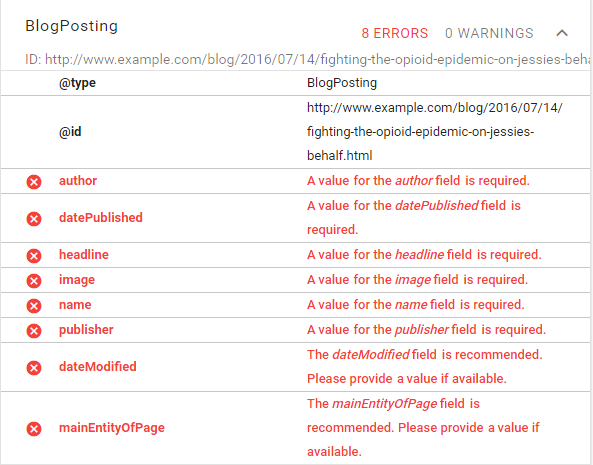 BlogPosting 8 ERRORS 0 WARNINGS
ID: http://www.example.com/blog/2016/07/14/fighting-the-opioid-epidemic-on-jessies-beha
@type BlogPosting
@id http://www.example.com/blog/2016/07/14/
fighting-the-opioid-epidemic-on-jessies-
behalf.html
author A value for the author field is required.
datePublished A value for the datePublished field is
required.
headline A value for the headline field is required.
image A value for the image field is required.
name A value for the name field is required.
publisher A value for the publisher field is required.
dateModified The dateModified field is recommended.
Please provide a value if available.
mainEntityOfPage The mainEntityOfPage field is
recommended. Please provide a value if
available.